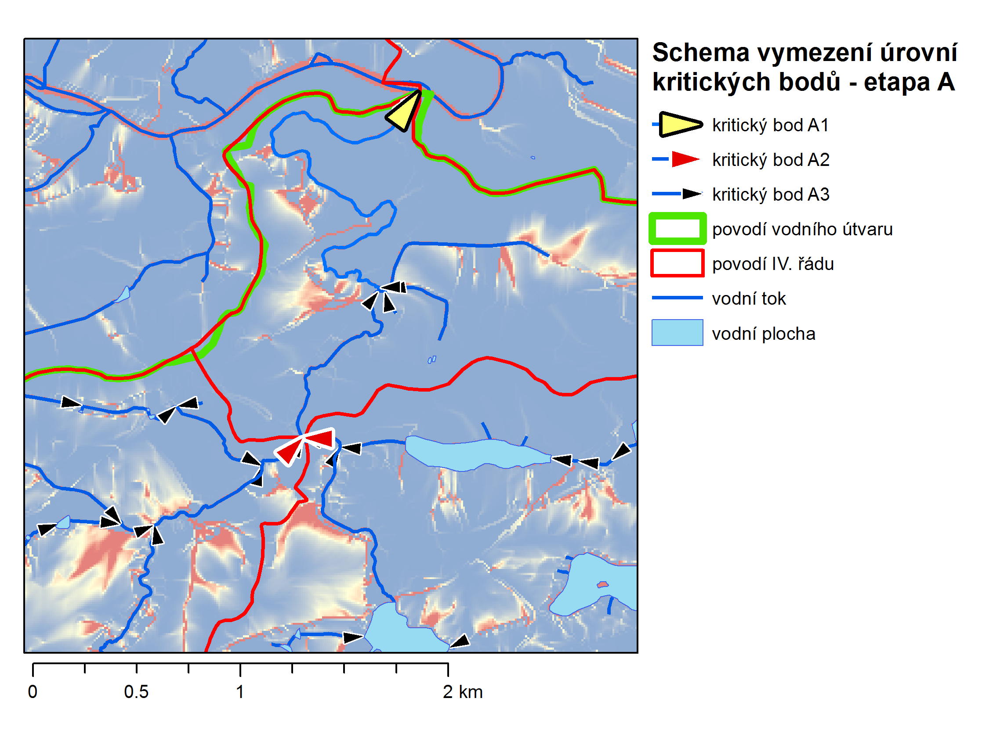 Schema vymezení úrovní
kritických bodů - etapa A
kritický bod A1
kritický bod A2
kritický bod A3
povodí vodního útvaru
povodí IV. řádu
vodní tok
vodní plocha
0 0.5 1 2 km